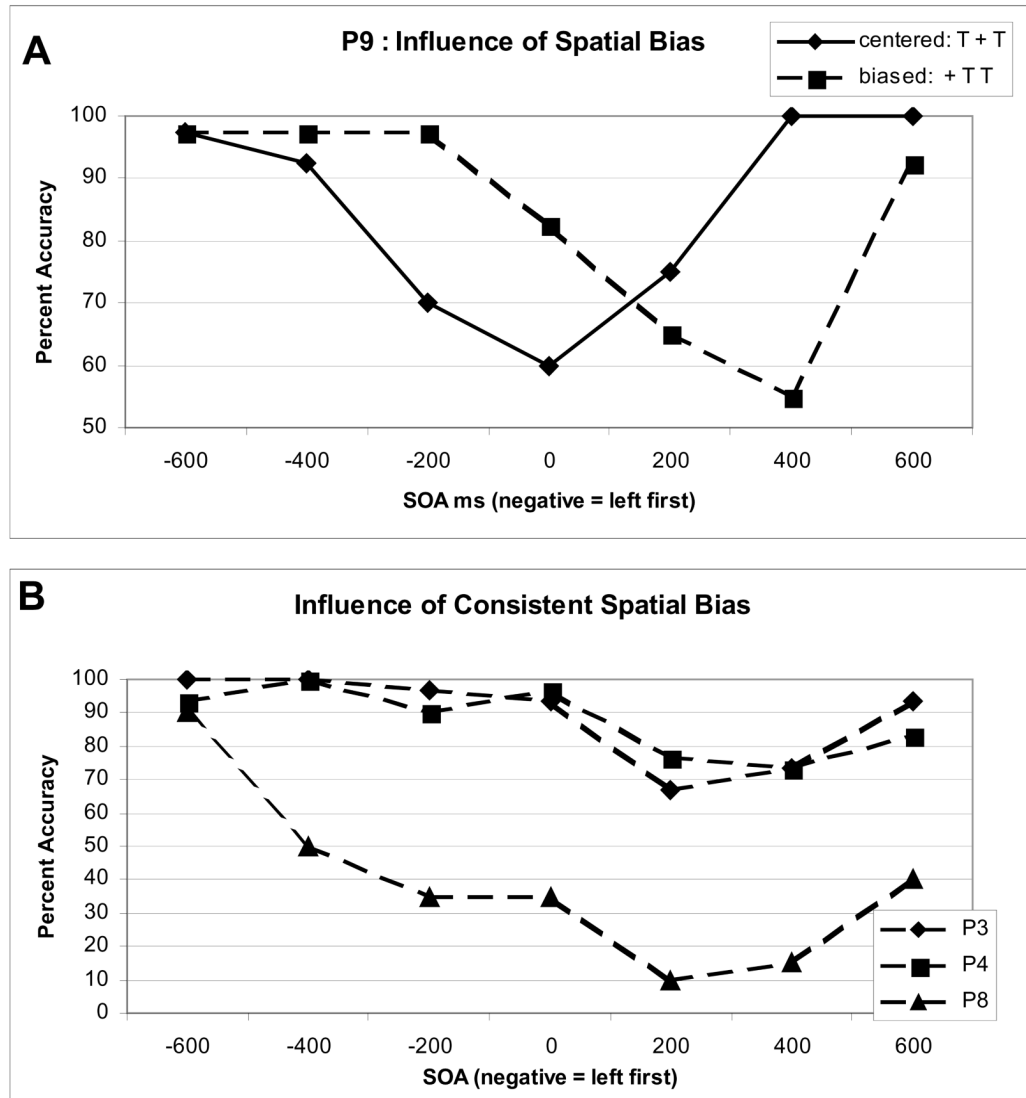 A
P9 : Influence of Spatial Bias
centered: T + T
biased: + T T
100
90
80
70
60
50
Percent Accuracy
-600 -400 -200 0 200 400 600
SOA ms (negative = left first)
B
Influence of Consistent Spatial Bias
100
90
80
70
60
50
40
30
20
10
0
Percent Accuracy
P3
P4
P8
-600 -400 -200 0 200 400 600
SOA (negative = left first)